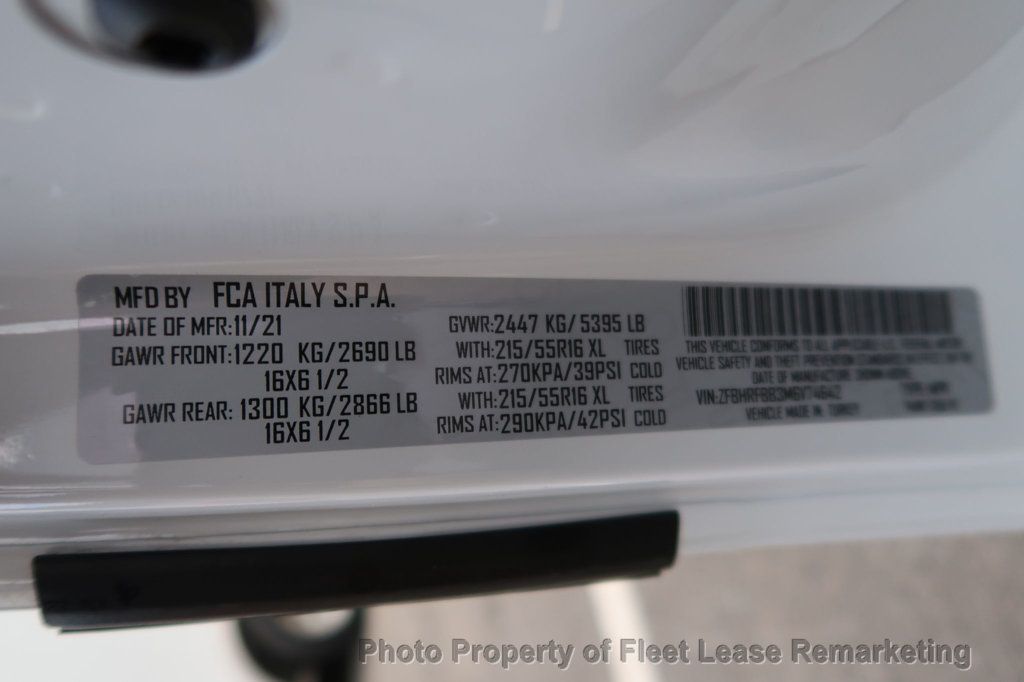 MFD BY FCA ITALY S.P.A.
DATE OF MFR:11/21
GAWR FRONT:1220 KG/2690 LB
16X6 1/2
GAWR REAR: 1300 KG/2866 LB
16X6 1/2
GVWR:2447 KG/5395 LB
WITH:215/55R16 XL TIRES
RIMS AT:270KPA/39PSI COLD
WITH:215/55R16 XL TIRES
RIMS AT:290KPA/42PSI COLD
THIS VEHICLE CONFORMS TO ALL APPLICABLE U.S. FEDERAL MOTOR
VEHICLE SAFETY AND THEFT PREVENTION STANDARDS
DATE OF MANUFACTURE SHOWN ABOVE.
VIN:
VEHICLE MADE IN: TURKEY
Photo Property of Fleet Lease Remarketing